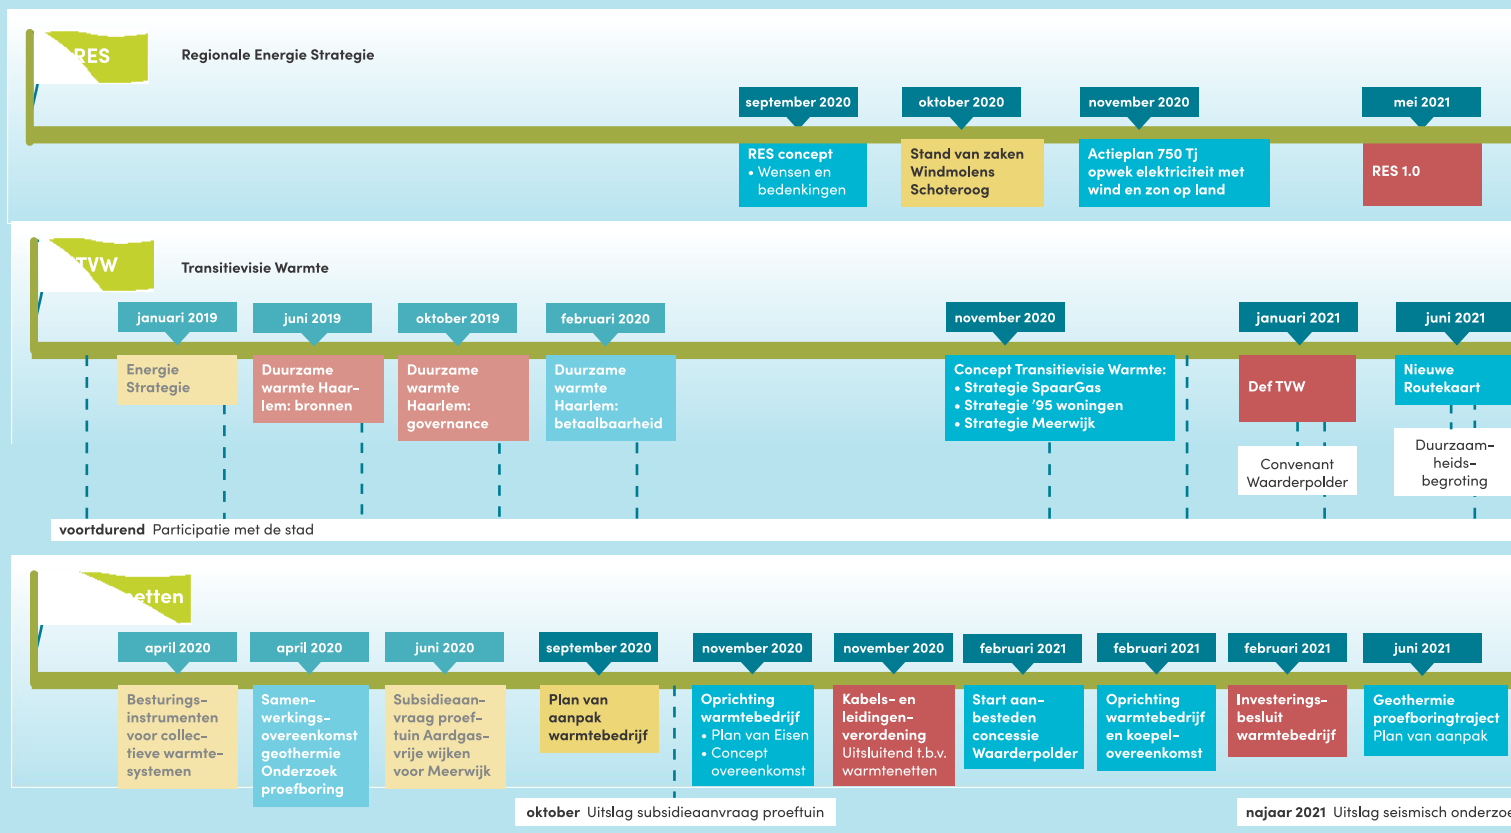 RES
Regionale Energie Strategie
september 2020
oktober 2020
november 2020
mei 2021
RES concept
• Wensen en
bedenkingen
Stand van zaken
Windmolens
Schoteroog
Actieplan 750 Tj
opwek elektriciteit met
wind en zon op land
RES 1.0
TVW
Transitievisie Warmte
januari 2019
juni 2019
oktober 2019
februari 2020
november 2020
januari 2021
juni 2021
Energie
Strategie
Duurzame
warmte Haar-
lem: bronnen
Duurzame
warmte
Haarlem:
governance
Duurzame
warmte
Haarlem:
betaalbaarheid
Concept Transitievisie Warmte:
• Strategie SpaarGas
• Strategie ’95 woningen
• Strategie Meerwijk
Def TVW
Nieuwe
Routekaart
Convenant
Waarderpolder
Duurzaam-
heids-
begroting
voortdurend Participatie met de stad
etten
april 2020
april 2020
juni 2020
september 2020
november 2020
november 2020
februari 2021
februari 2021
februari 2021
juni 2021
Besturings-
instrumenten
voor collec-
tieve warmte-
systemen
Samen-
werkings-
overeenkomst
geothermie
Onderzoek
proefboring
Subsidieaan-
vraag proef-
tuin Aardgas-
vrije wijken
voor Meerwijk
Plan van
aanpak
warmtebedrijf
Oprichting
warmtebedrijf
• Plan van Eisen
• Concept
overeenkomst
Kabels- en
leidingen-
verordening
Uitsluitend t.b.v.
warmtenetten
Start aan-
besteden
concessie
Waarderpolder
Oprichting
warmtebedrijf
en koepel-
overeenkomst
Investerings-
besluit
warmtebedrijf
Geothermie
proefboringtraject
Plan van aanpak
oktober Uitslag subsidieaanvraag proeftuin
najaar 2021 Uitslag seismisch onderzoe